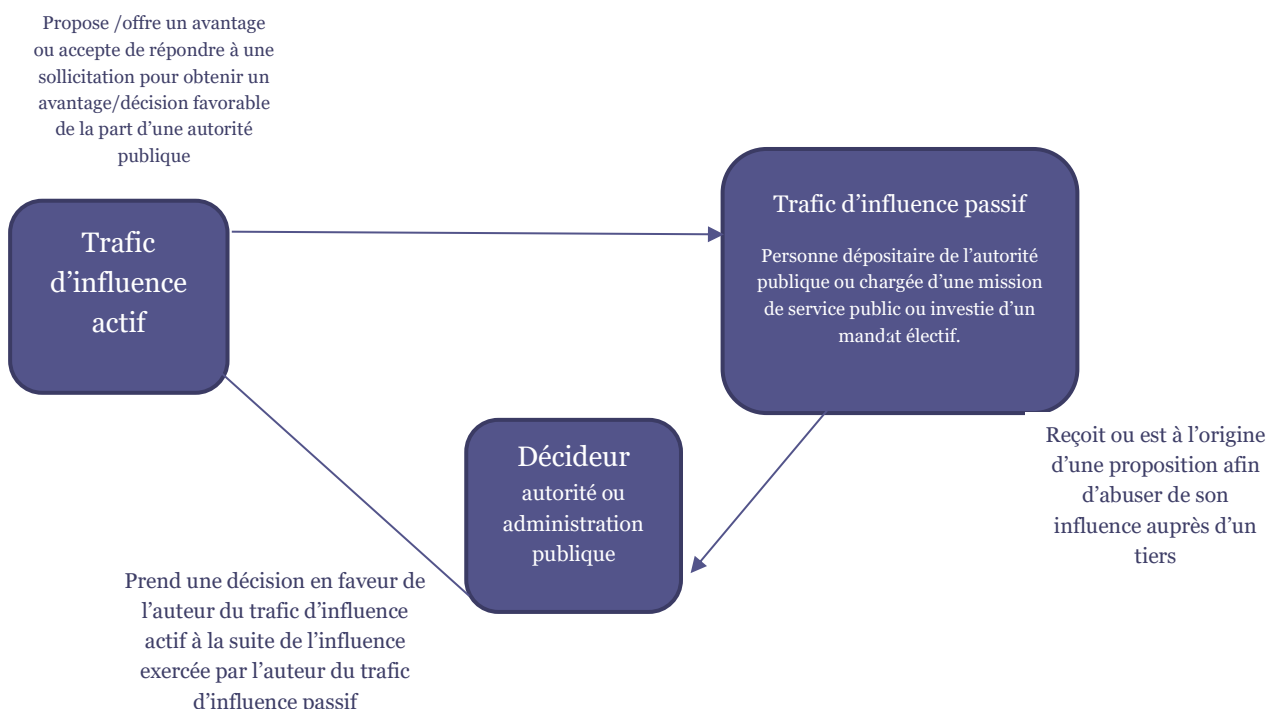 Propose /offre un avantage
ou accepte de répondre à une
sollicitation pour obtenir un
avantage/décision favorable
de la part d’une autorité
publique
Trafic
d’influence
actif
Trafic d’influence passif
Personne dépositaire de l’autorité
publique ou chargée d’une mission
de service public ou investie d’un
mandat électif.
Reçoit ou est à l’origine
d’une proposition afin
d’abuser de son
influence auprès d’un
tiers
Décideur
autorité ou
administration
publique
Prend une décision en faveur de
l’auteur du trafic d’influence
actif à la suite de l’influence
exercée par l’auteur du trafic
d’influence passif